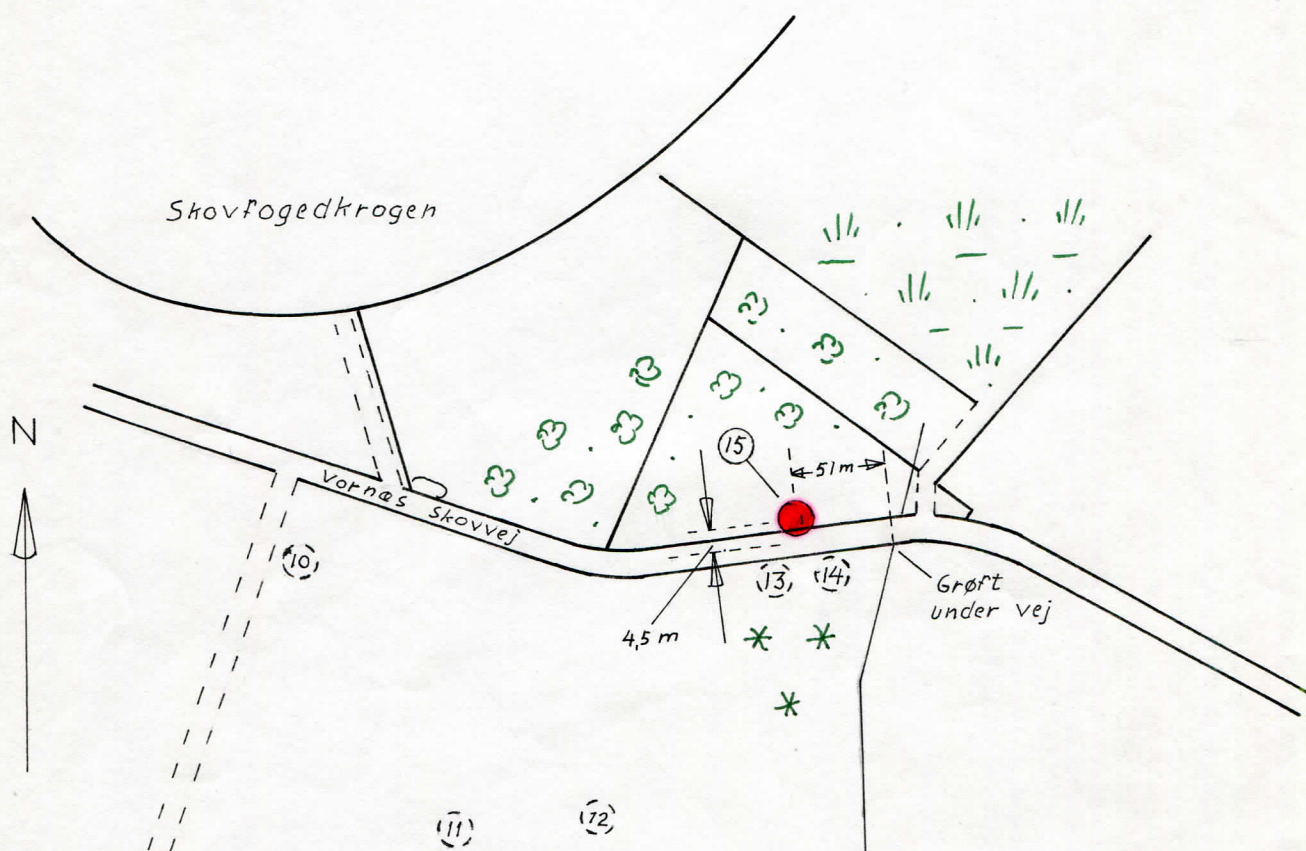 Skovfogedkrogen
N
15
51 m
Vornæs Skovvej
10
13
14
Grøft
under vej
4,5 m
11
12